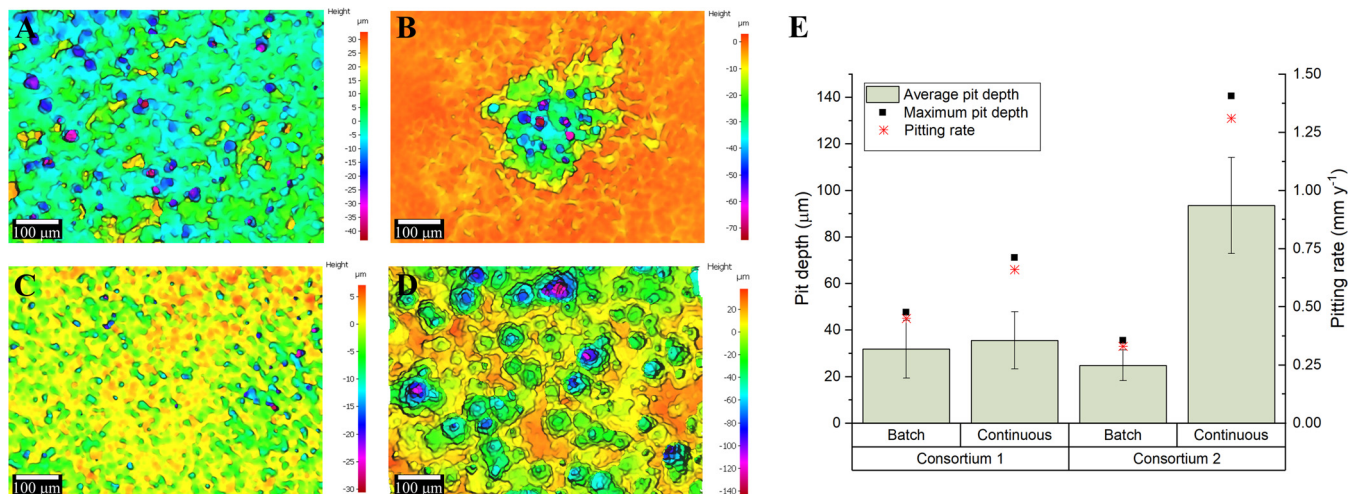 A
Height
µm
30
25
20
15
10
5
0
-5
-10
-15
-20
-25
-30
-35
-40
100 µm
B
Height
µm
0
-10
-20
-30
-40
-50
-60
-70
100 µm
C
Height
µm
5
0
-5
-10
-15
-20
-25
-30
100 µm
D
Height
µm
20
0
-20
-40
-60
-80
-100
-120
-140
100 µm
E
Average pit depth
Maximum pit depth
Pitting rate
Pit depth (µm)
140
120
100
80
60
40
20
0
1.50
1.25
1.00
0.75
0.50
0.25
0.00
Pitting rate (mm y⁻¹)
Batch Continuous Batch Continuous
Consortium 1 Consortium 2